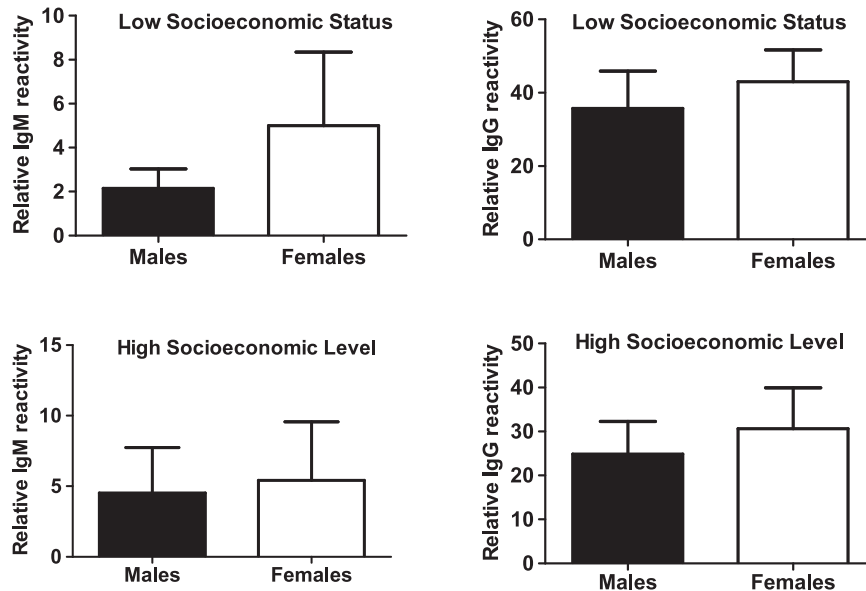 Low Socioeconomic Status
Relative IgM reactivity
10
8
6
4
2
0
Males Females
Low Socioeconomic Status
Relative IgG reactivity
60
40
20
0
Males Females
High Socioeconomic Level
Relative IgM reactivity
15
10
5
0
Males Females
High Socioeconomic Level
Relative IgG reactivity
50
40
30
20
10
0
Males Females